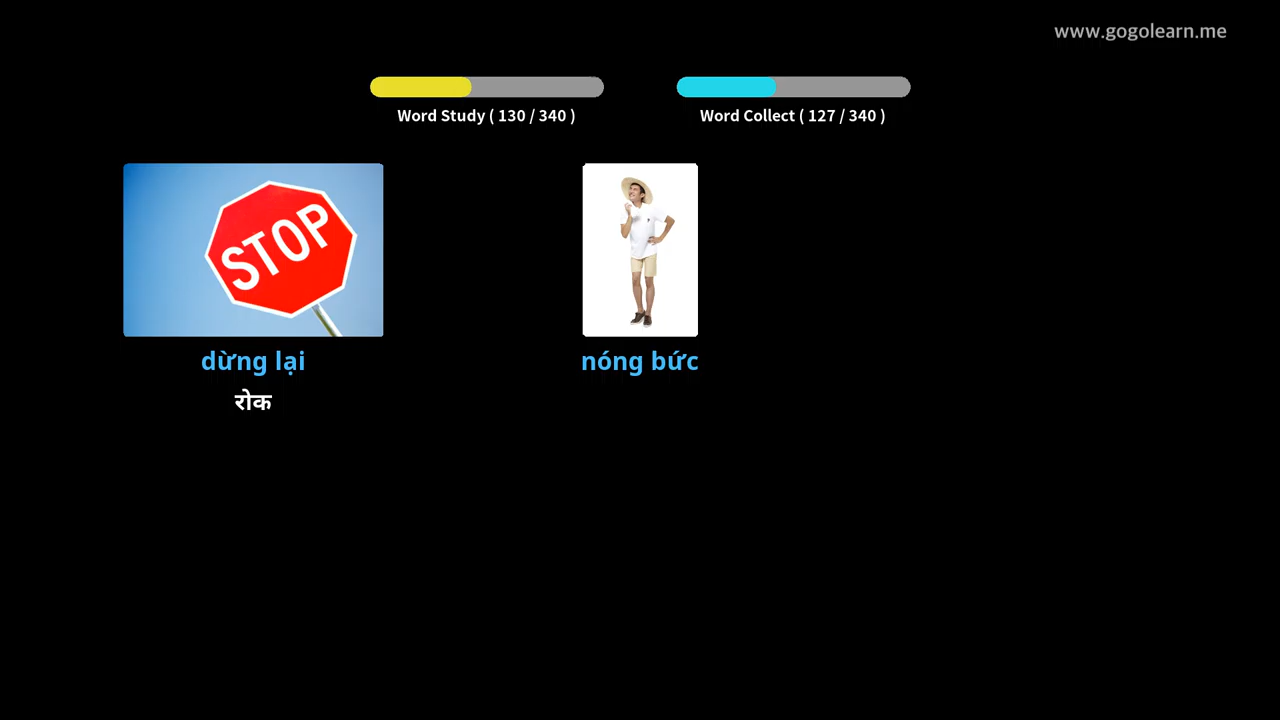 www.gogolearn.me
Word Study ( 130 / 340 )
Word Collect ( 127 / 340 )
STOP
dừng lại
nóng bức
रोक